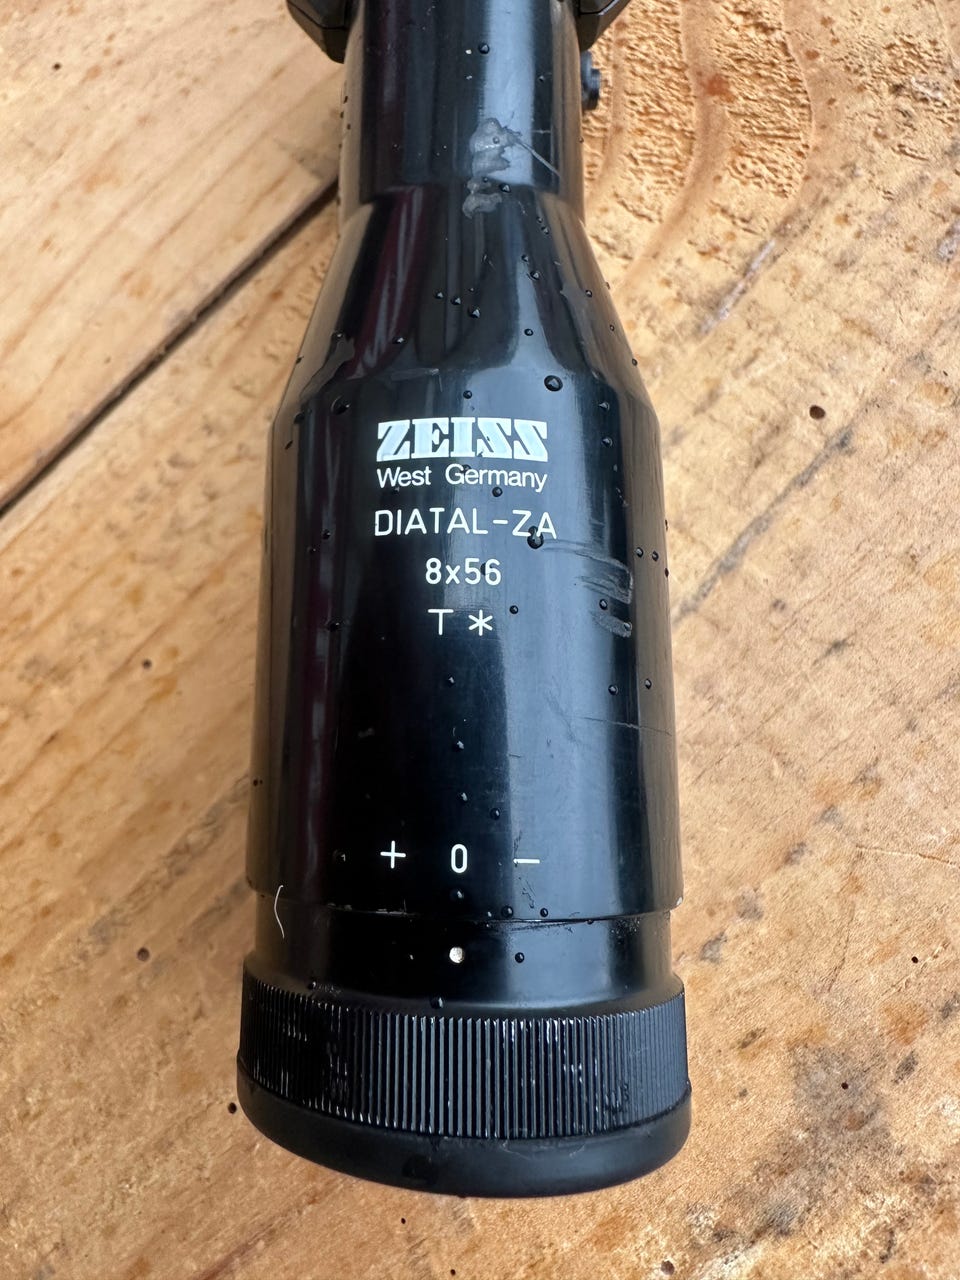 ZEISS
West Germany
DIATAL-ZA
8x56
T*
+ 0 -